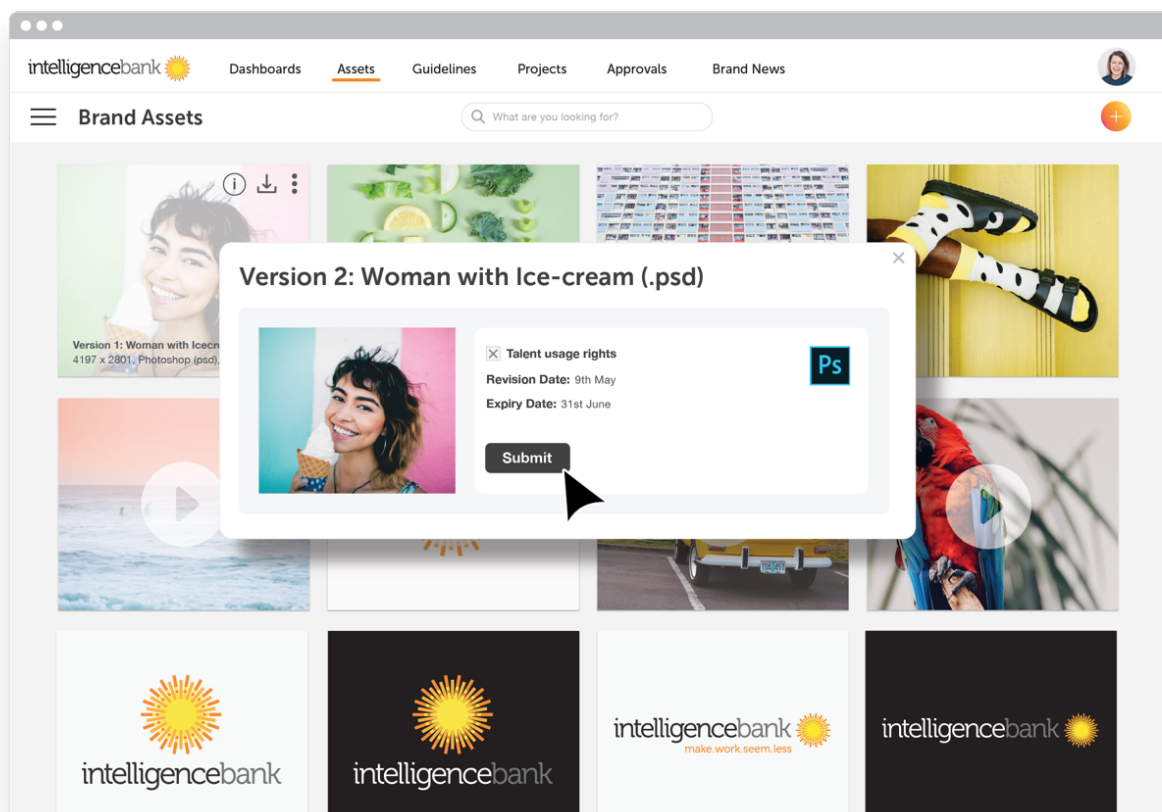 intelligencebank
Dashboards
Assets
Guidelines
Projects
Approvals
Brand News
Brand Assets
What are you looking for?
Version 2: Woman with Ice-cream (.psd)
Version 1: Woman with Icecr
4197 x 2801, Photoshop (psd),
Talent usage rights
Revision Date: 9th May
Expiry Date: 31st June
Ps
Submit
intelligencebank
intelligencebank
intelligencebank
make.work.seem.less
intelligencebank